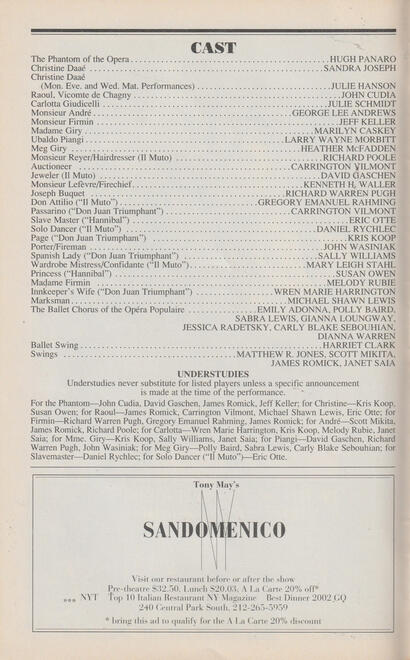 CAST
The Phantom of the Opera . . . . . . . . . . HUGH PANARO
Christine Daaé . . . . . . . . . . SANDRA JOSEPH
Christine Daaé
(Mon. Eve. and Wed. Mat. Performances) . . . . . . . . . . JULIE HANSON
Raoul, Vicomte de Chagny . . . . . . . . . . JOHN CUDIA
Carlotta Giudicelli . . . . . . . . . . JULIE SCHMIDT
Monsieur André . . . . . . . . . . GEORGE LEE ANDREWS
Monsieur Firmin . . . . . . . . . . JEFF KELLER
Madame Giry . . . . . . . . . . MARILYN CASKEY
Ubaldo Piangi . . . . . . . . . . LARRY WAYNE MORBITT
Meg Giry . . . . . . . . . . HEATHER McFADDEN
Monsieur Reyer/Hairdresser (Il Muto) . . . . . . . . . . RICHARD POOLE
Auctioneer . . . . . . . . . . CARRINGTON VILMONT
Jeweler (Il Muto) . . . . . . . . . . DAVID GASCHEN
Monsieur Lefèvre/Firechief . . . . . . . . . . KENNETH H. WALLER
Joseph Buquet . . . . . . . . . . RICHARD WARREN PUGH
Don Attilio ("Il Muto") . . . . . . . . . . GREGORY EMANUEL RAHMING
Passarino ("Don Juan Triumphant") . . . . . . . . . . CARRINGTON VILMONT
Slave Master ("Hannibal") . . . . . . . . . . ERIC OTTE
Solo Dancer ("Il Muto") . . . . . . . . . . DANIEL RYCHLEC
Page ("Don Juan Triumphant") . . . . . . . . . . KRIS KOOP
Porter/Fireman . . . . . . . . . . JOHN WASINIAK
Spanish Lady ("Don Juan Triumphant") . . . . . . . . . . SALLY WILLIAMS
Wardrobe Mistress/Confidante ("Il Muto") . . . . . . . . . . MARY LEIGH STAHL
Princess ("Hannibal") . . . . . . . . . . SUSAN OWEN
Madame Firmin . . . . . . . . . . MELODY RUBIE
Innkeeper's Wife ("Don Juan Triumphant") . . . . . . . . . . WREN MARIE HARRINGTON
Marksman . . . . . . . . . . MICHAEL SHAWN LEWIS
The Ballet Chorus of the Opéra Populaire . . . . . . . . . . EMILY ADONNA, POLLY BAIRD,
SABRA LEWIS, GIANNA LOUNGWAY,
JESSICA RADETSKY, CARLY BLAKE SEBOUHIAN,
DIANNA WARREN
Ballet Swing . . . . . . . . . . HARRIET CLARK
Swings . . . . . . . . . . MATTHEW R. JONES, SCOTT MIKITA,
JAMES ROMICK, JANET SAIA
UNDERSTUDIES
Understudies never substitute for listed players unless a specific announcement
is made at the time of the performance.
For the Phantom—John Cudia, David Gaschen, James Romick, Jeff Keller; for Christine—Kris Koop,
Susan Owen; for Raoul—James Romick, Carrington Vilmont, Michael Shawn Lewis, Eric Otte; for
Firmin—Richard Warren Pugh, Gregory Emanuel Rahming, James Romick; for André—Scott Mikita,
James Romick, Richard Poole; for Carlotta—Wren Marie Harrington, Kris Koop, Melody Rubie, Janet
Saia; for Mme. Giry—Kris Koop, Sally Williams, Janet Saia; for Piangi—David Gaschen, Richard
Warren Pugh, John Wasiniak; for Meg Giry—Polly Baird, Sabra Lewis, Carly Blake Sebouhian; for
Slavemaster—Daniel Rychlec; for Solo Dancer ("Il Muto")—Eric Otte.
Tony May's
SANDOMENICO
Visit our restaurant before or after the show
Pre-theatre $32.50, Lunch $20.03, A La Carte 20% off*
*** NYT Top 10 Italian Restaurant NY Magazine Best Dinner 2002 GQ
240 Central Park South, 212-265-5959
* bring this ad to qualify for the A La Carte 20% discount